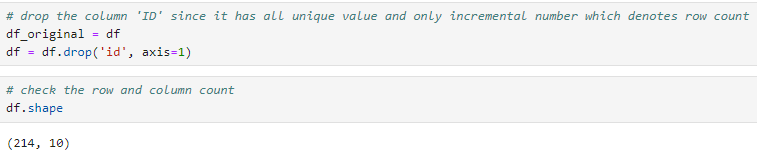 # drop the column 'ID' since it has all unique value and only incremental number which denotes row count
df_original = df
df = df.drop('id', axis=1)
# check the row and column count
df.shape
(214, 10)